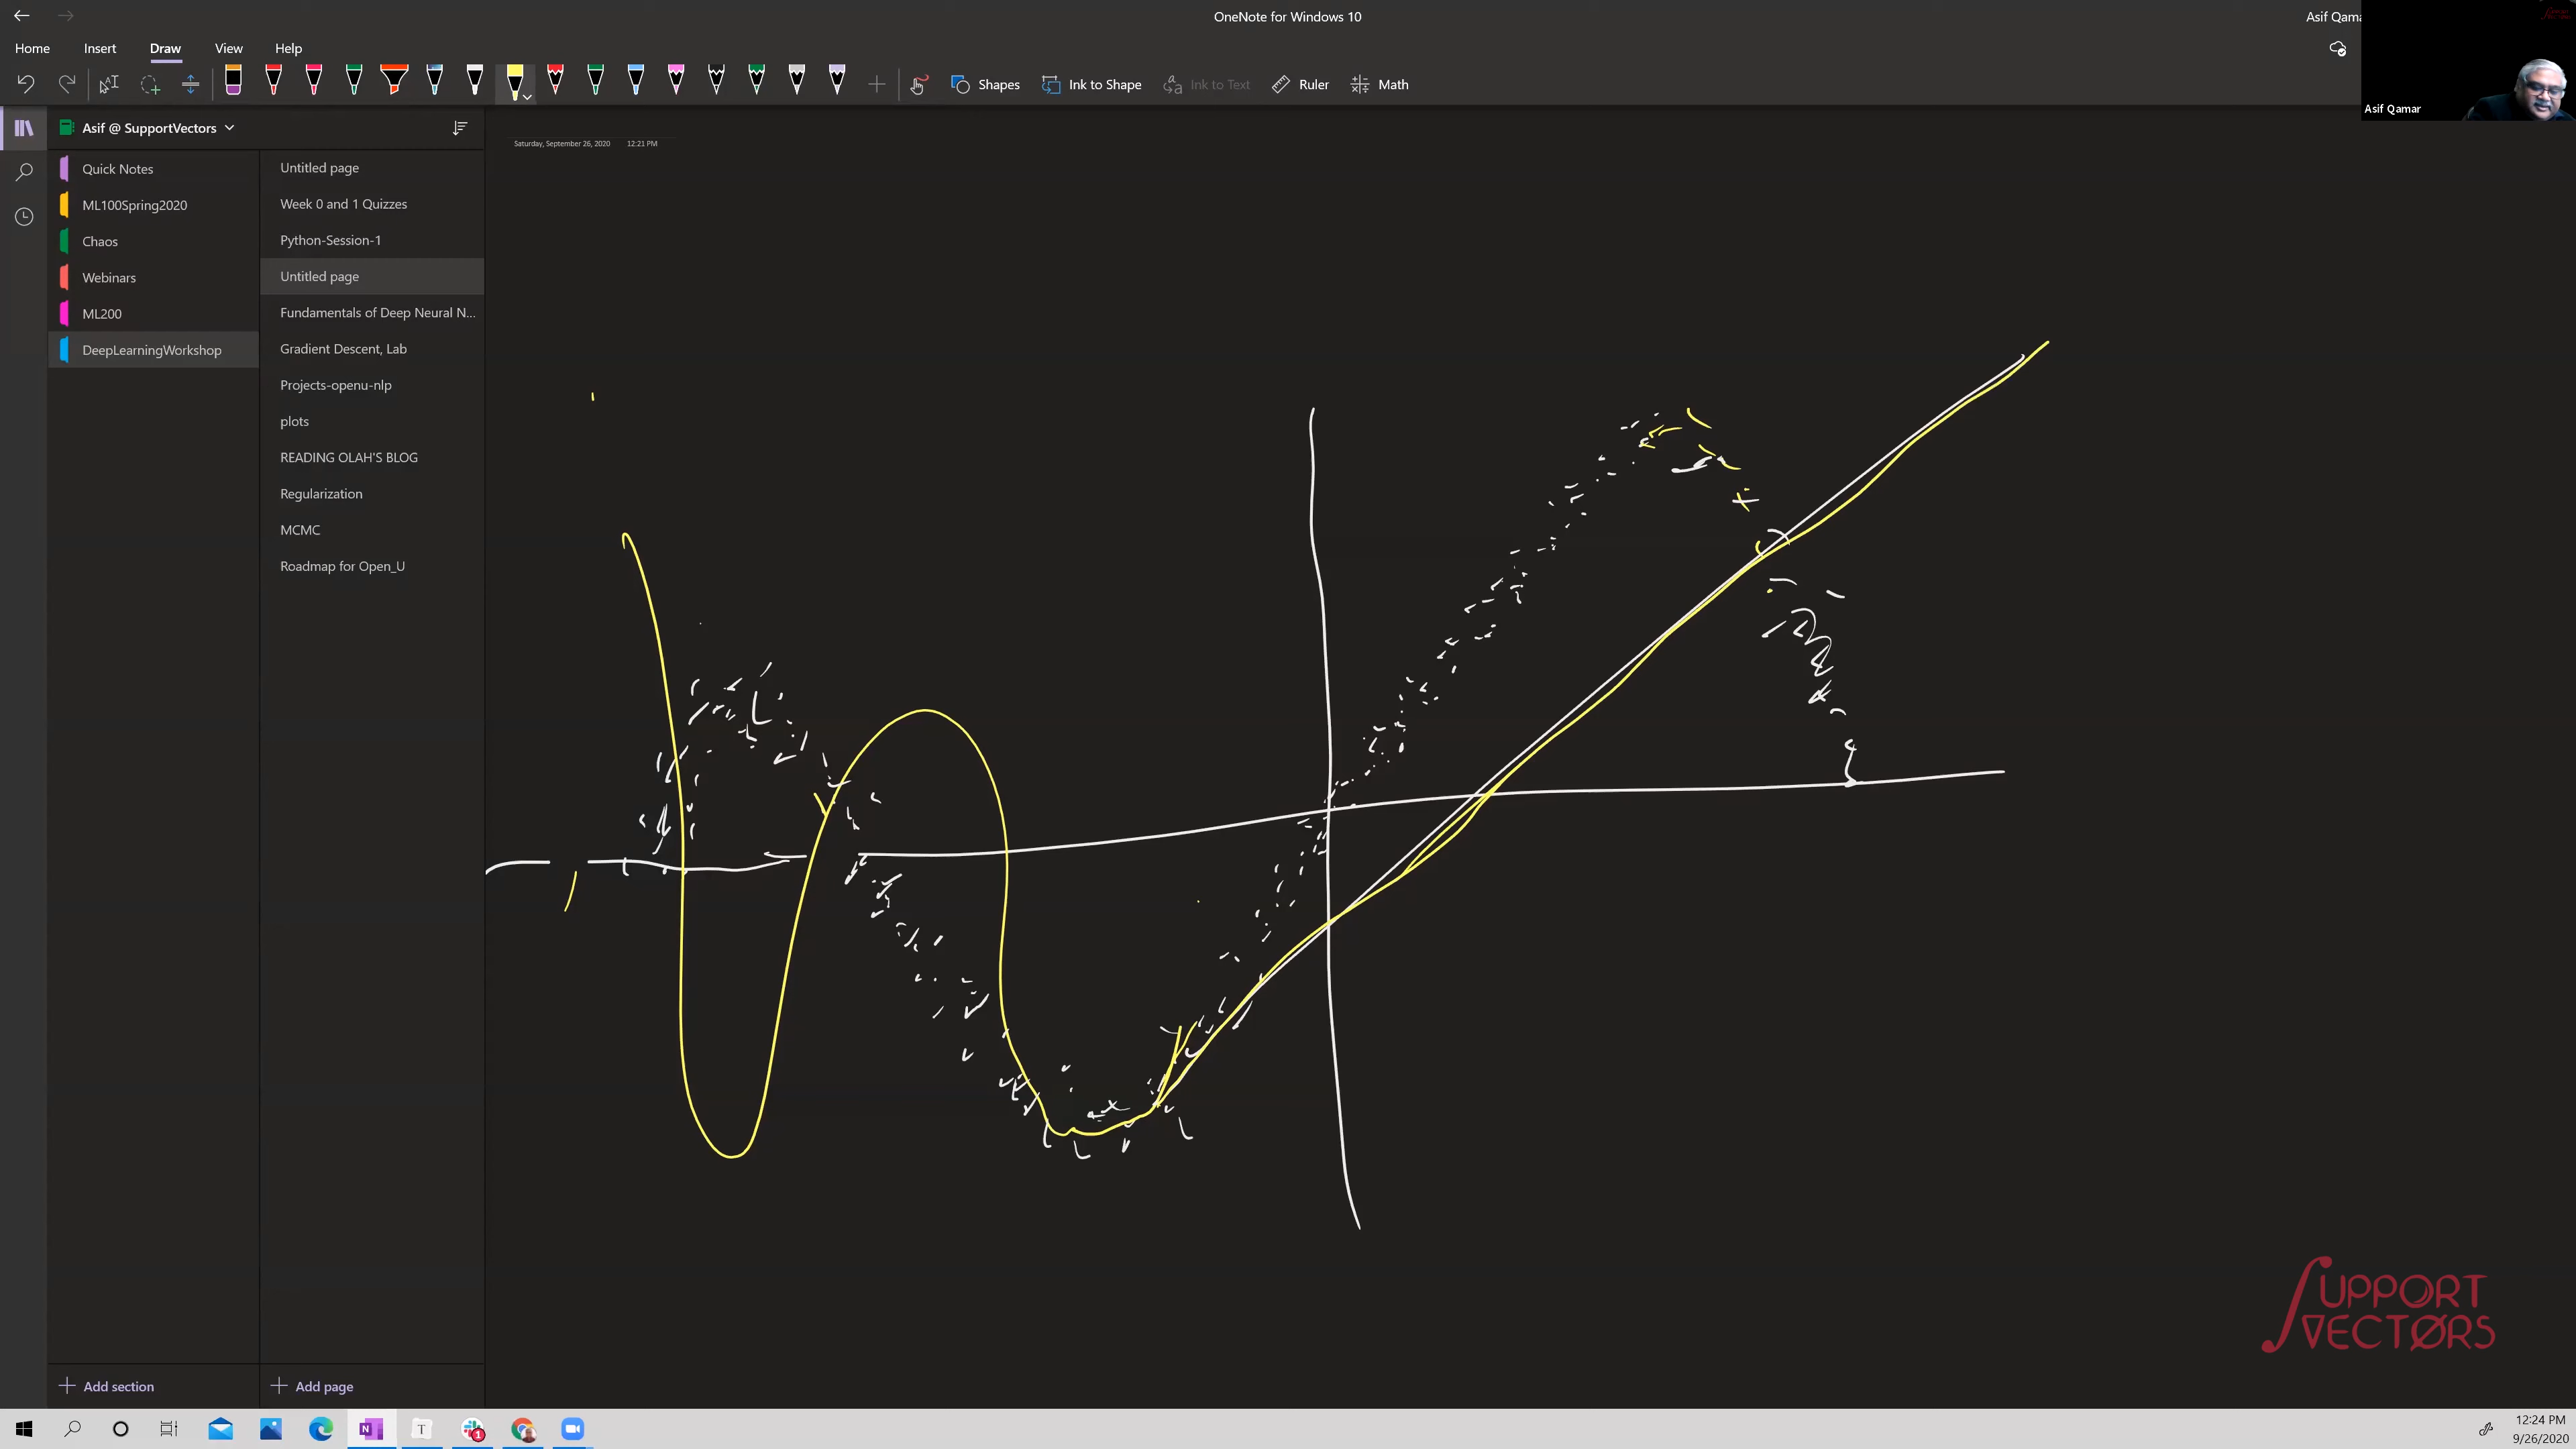 OneNote for Windows 10
Asif Qama
Home Insert Draw View Help
Shapes Ink to Shape Ink to Text Ruler Math
Asif Qamar
Asif @ SupportVectors
Saturday, September 26, 2020 12:21 PM
Quick Notes
ML100Spring2020
Chaos
Webinars
ML200
DeepLearningWorkshop
Untitled page
Week 0 and 1 Quizzes
Python-Session-1
Untitled page
Fundamentals of Deep Neural N...
Gradient Descent, Lab
Projects-openu-nlp
plots
READING OLAH'S BLOG
Regularization
MCMC
Roadmap for Open_U
SUPPORT
VECTORS
Add section
Add page
12:24 PM
9/26/2020